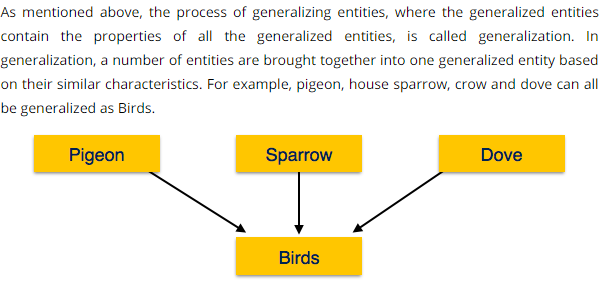 As mentioned above, the process of generalizing entities, where the generalized entities
contain the properties of all the generalized entities, is called generalization. In
generalization, a number of entities are brought together into one generalized entity based
on their similar characteristics. For example, pigeon, house sparrow, crow and dove can all
be generalized as Birds.
Pigeon
Sparrow
Dove
Birds